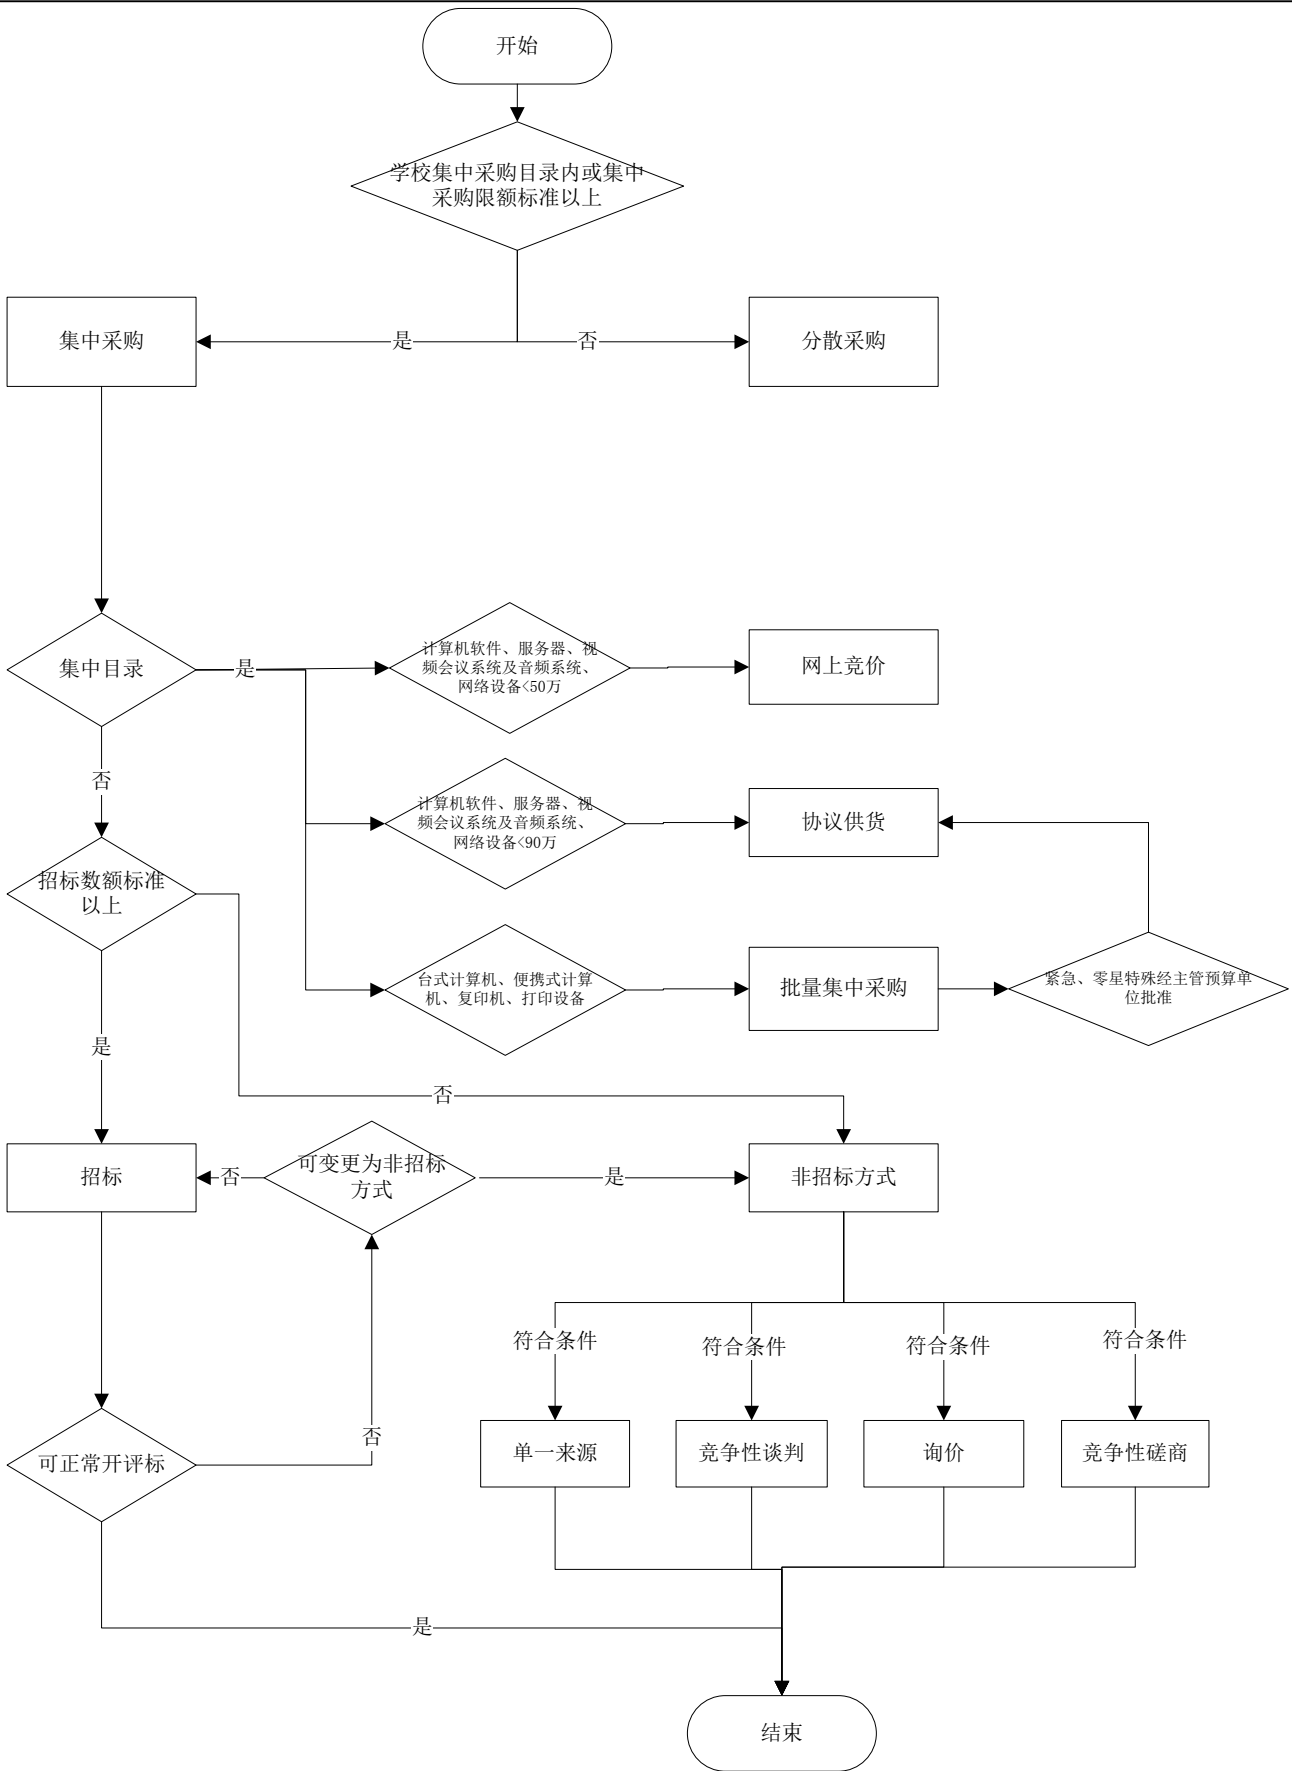 开始
学校集中采购目录内或集中
采购限额标准以上
集中采购
是
否
分散采购
集中目录
是
计算机软件、服务器、视
频会议系统及音频系统、
网络设备<50万
网上竞价
否
计算机软件、服务器、视
频会议系统及音频系统、
网络设备<90万
协议供货
招标数额标准
以上
台式计算机、便携式计算
机、复印机、打印设备
批量集中采购
紧急、零星特殊经主管预算单
位批准
是
否
招标
否
可变更为非招标
方式
是
非招标方式
符合条件
符合条件
符合条件
符合条件
否
可正常开评标
单一来源
竞争性谈判
询价
竞争性磋商
是
结束